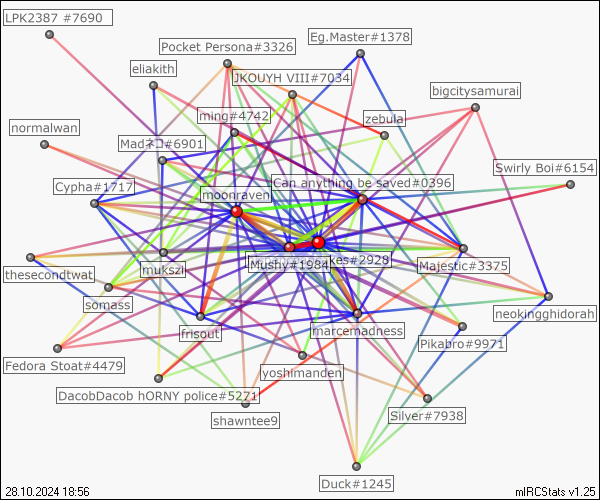 LPK2387 #7690
Eg.Master#1378
Pocket Persona#3326
eliakith
JKOUYH VIII#7034
bigcitysamurai
ming#4742
zebula
normalwan
Madネコ#6901
Swirly Boi#6154
Cypha#1717
Can anything be saved#0396
moonraven
Mushy#1984
kes#2928
Majestic#3375
thesecondtwat
mukszi
somass
neokingghidorah
frisout
marcemadness
Pikabro#9971
Fedora Stoat#4479
yoshimanden
DacobDacob hORNY police#5271
Silver#7938
shawntee9
Duck#1245
28.10.2024 18:56
mIRCStats v1.25